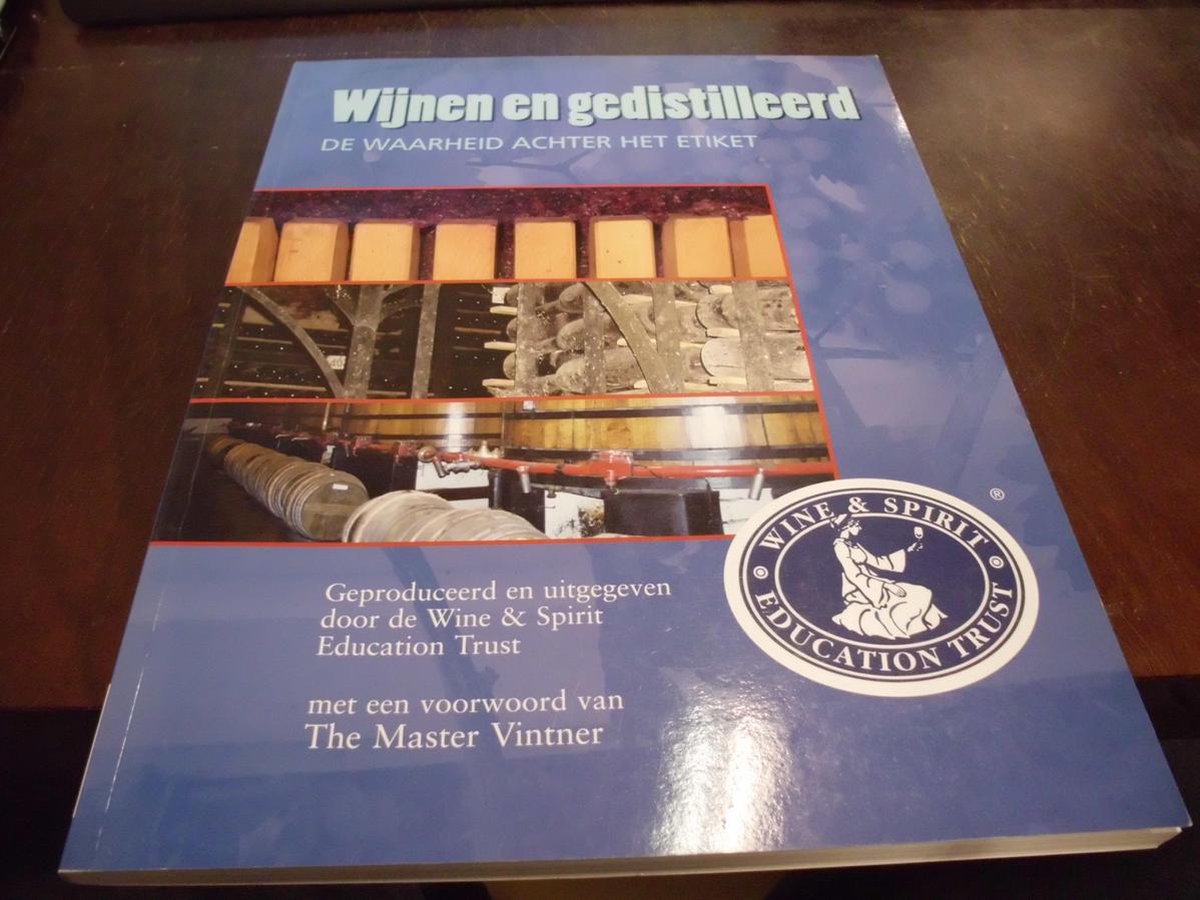 Wijnen en gedistilleerd
DE WAARHEID ACHTER HET ETIKET
WINE & SPIRIT
EDUCATION TRUST
®
Geproduceerd en uitgegeven
door de Wine & Spirit
Education Trust
met een voorwoord van
The Master Vintner